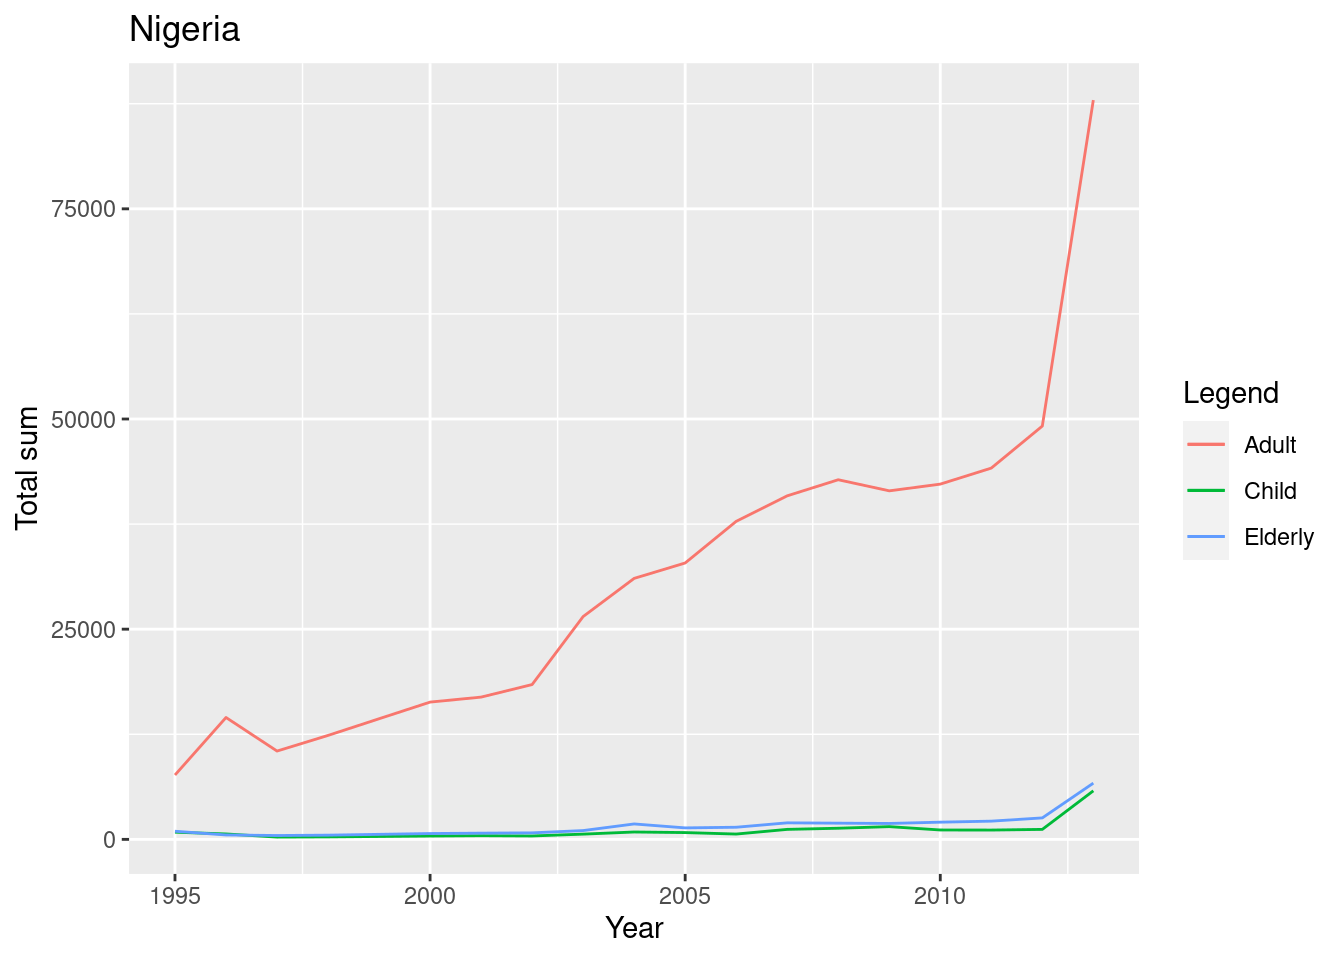 Nigeria
Total sum
75000
50000
25000
0
1995 2000 2005 2010
Year
Legend
Adult
Child
Elderly